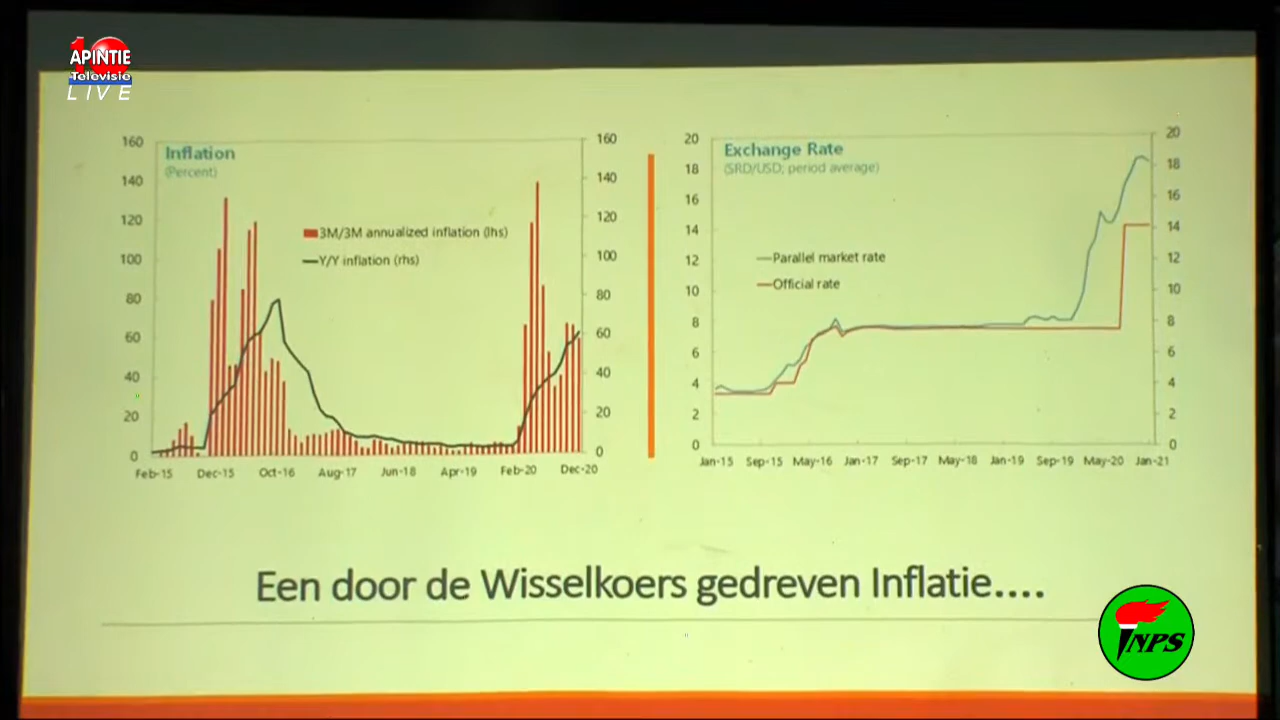 10
APINTIE
Televisie
LIVE
Inflation
(Percent)
160
140
120
100
80
60
40
20
0
160
140
120
100
80
60
40
20
0
3M/3M annualized inflation (lhs)
Y/Y inflation (rhs)
Feb-15 Dec-15 Oct-16 Aug-17 Jun-18 Apr-19 Feb-20 Dec-20
Exchange Rate
(SRD/USD; period average)
20
18
16
14
12
10
8
6
4
2
0
20
18
16
14
12
10
8
6
4
2
0
Parallel market rate
Official rate
Jan-15 Sep-15 May-16 Jan-17 Sep-17 May-18 Jan-19 Sep-19 May-20 Jan-21
Een door de Wisselkoers gedreven Inflatie....
NPS